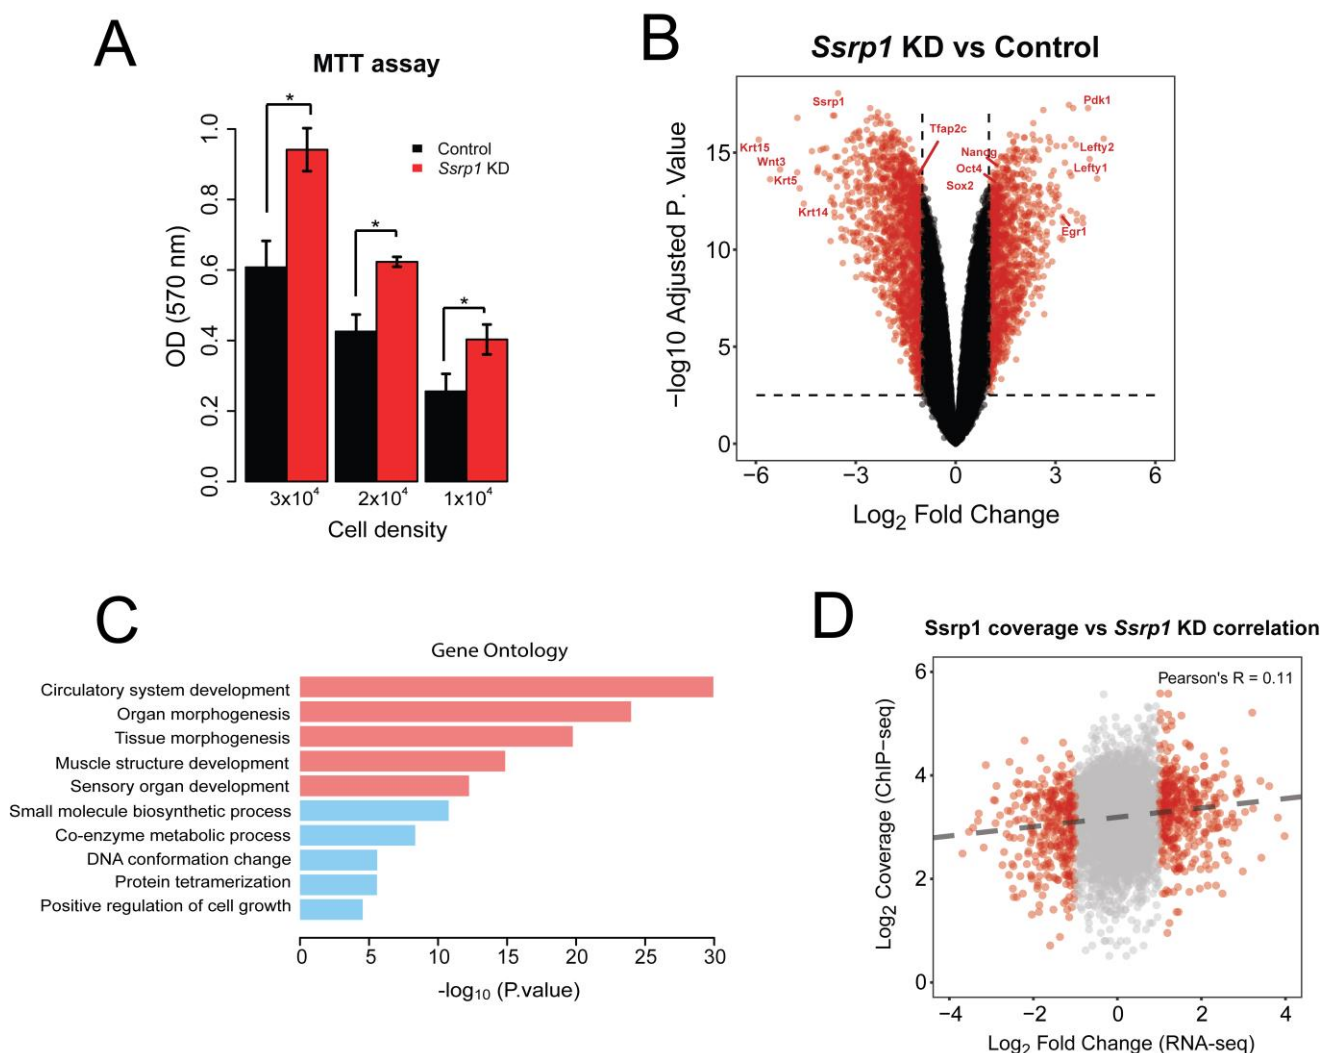 A
MTT assay
*
*
*
Control
Ssrp1 KD
OD (570 nm)
1.0
0.8
0.6
0.4
0.2
0.0
3x10⁴ 2x10⁴ 1x10⁴
Cell density
B
Ssrp1 KD vs Control
−log10 Adjusted P. Value
15
10
5
0
Ssrp1
Pdk1
Tfap2c
Krt15
Nanog
Lefty2
Wnt3
Oct4
Lefty1
Krt5
Sox2
Krt14
Egr1
−6 −3 0 3 6
Log₂ Fold Change
C
Gene Ontology
Circulatory system development
Organ morphogenesis
Tissue morphogenesis
Muscle structure development
Sensory organ development
Small molecule biosynthetic process
Co-enzyme metabolic process
DNA conformation change
Protein tetramerization
Positive regulation of cell growth
0 5 10 15 20 25 30
-log₁₀ (P.value)
D
Ssrp1 coverage vs Ssrp1 KD correlation
Pearson's R = 0.11
Log₂ Coverage (ChIP−seq)
6
4
2
0
−4 −2 0 2 4
Log₂ Fold Change (RNA−seq)